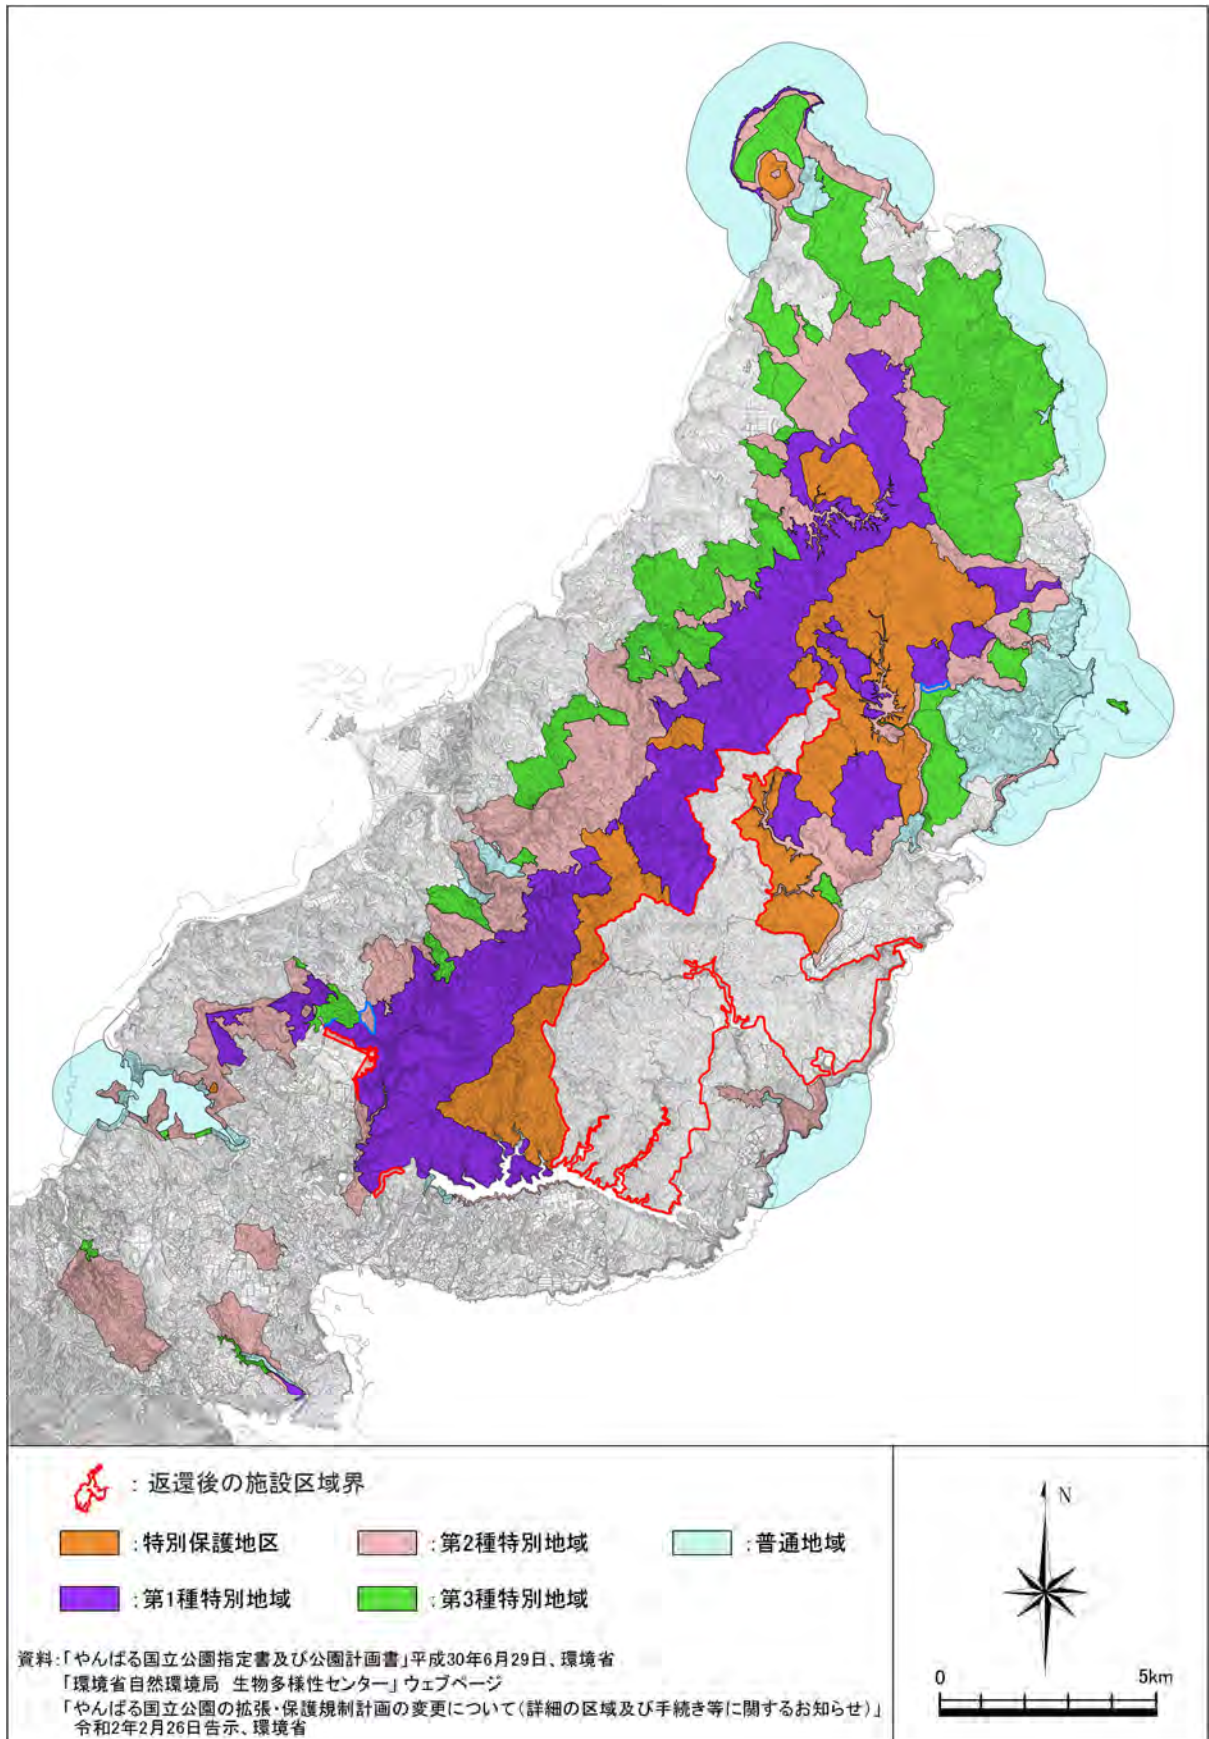 ：返還後の施設区域界
：特別保護地区
：第2種特別地域
：普通地域
：第1種特別地域
：第3種特別地域
資料：「やんばる国立公園指定書及び公園計画書」平成30年6月29日、環境省
「環境省自然環境局　生物多様性センター」ウェブページ
「やんばる国立公園の拡張・保護規制計画の変更について（詳細の区域及び手続き等に関するお知らせ）」
令和2年2月26日告示、環境省
N
0　5km